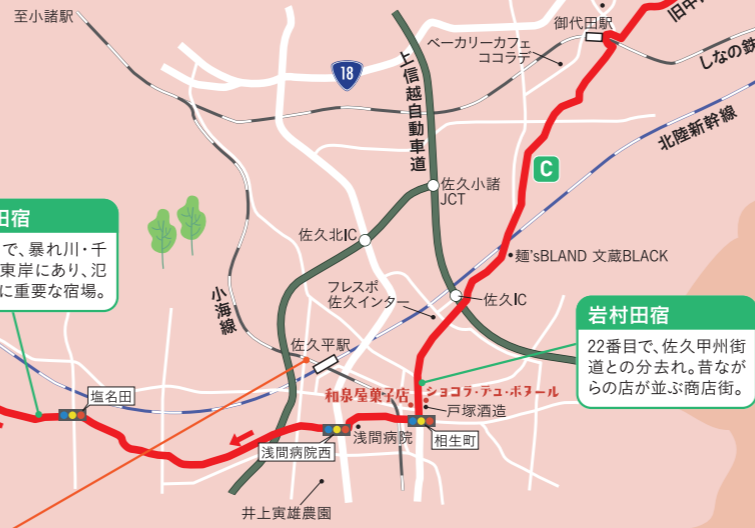 至小諸駅
御代田駅
ベーカリーカフェ
ココラデ
18
上信越自動車道
しなの鉄
北陸新幹線
C
佐久小諸
JCT
佐久北IC
田宿
で、暴れ川・千
東岸にあり、氾
に重要な宿場。
小海線
麺'sBLAND 文蔵BLACK
フレスポ
佐久インター
佐久IC
岩村田宿
22番目で、佐久甲州街
道との分去れ。昔なが
らの店が並ぶ商店街。
佐久平駅
和泉屋菓子店
ショコラ・デュ・ボヌール
塩名田
戸塚酒造
浅間病院
相生町
浅間病院西
井上寅雄農園